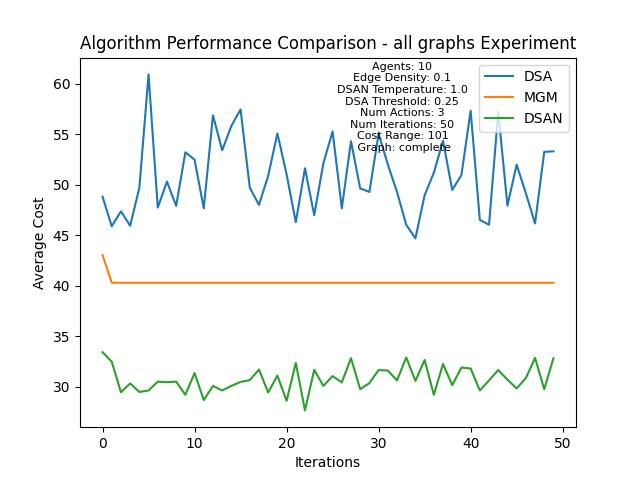 Algorithm Performance Comparison - all graphs Experiment
Agents: 10
Edge Density: 0.1
DSAN Temperature: 1.0
DSA Threshold: 0.25
Num Actions: 3
Num Iterations: 50
Cost Range: 101
Graph: complete
DSA
MGM
DSAN
Average Cost
60
55
50
45
40
35
30
0 10 20 30 40 50
Iterations